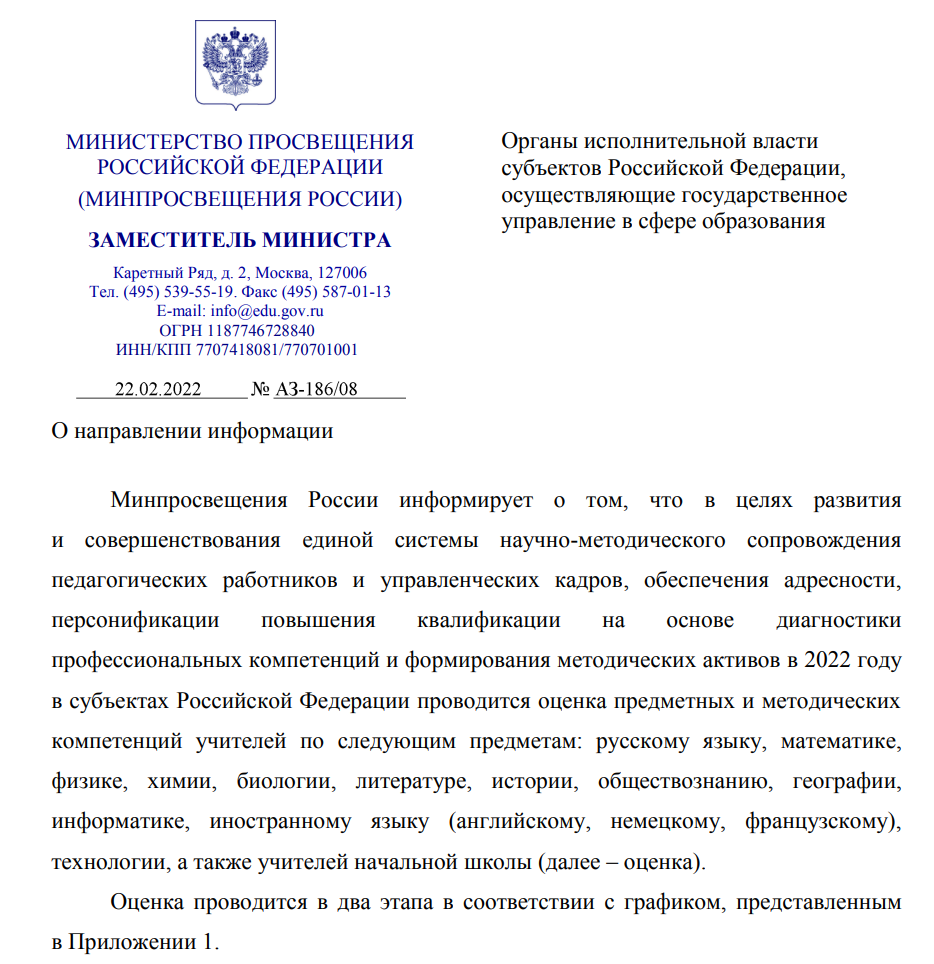 МИНИСТЕРСТВО ПРОСВЕЩЕНИЯ
РОССИЙСКОЙ ФЕДЕРАЦИИ
(МИНПРОСВЕЩЕНИЯ РОССИИ)
ЗАМЕСТИТЕЛЬ МИНИСТРА
Каретный Ряд, д. 2, Москва, 127006
Тел. (495) 539-55-19. Факс (495) 587-01-13
E-mail: info@edu.gov.ru
ОГРН 1187746728840
ИНН/КПП 7707418081/770701001
22.02.2022 № АЗ-186/08
Органы исполнительной власти
субъектов Российской Федерации,
осуществляющие государственное
управление в сфере образования
О направлении информации
Минпросвещения России информирует о том, что в целях развития
и совершенствования единой системы научно-методического сопровождения
педагогических работников и управленческих кадров, обеспечения адресности,
персонификации повышения квалификации на основе диагностики
профессиональных компетенций и формирования методических активов в 2022 году
в субъектах Российской Федерации проводится оценка предметных и методических
компетенций учителей по следующим предметам: русскому языку, математике,
физике, химии, биологии, литературе, истории, обществознанию, географии,
информатике, иностранному языку (английскому, немецкому, французскому),
технологии, а также учителей начальной школы (далее – оценка).
Оценка проводится в два этапа в соответствии с графиком, представленным
в Приложении 1.